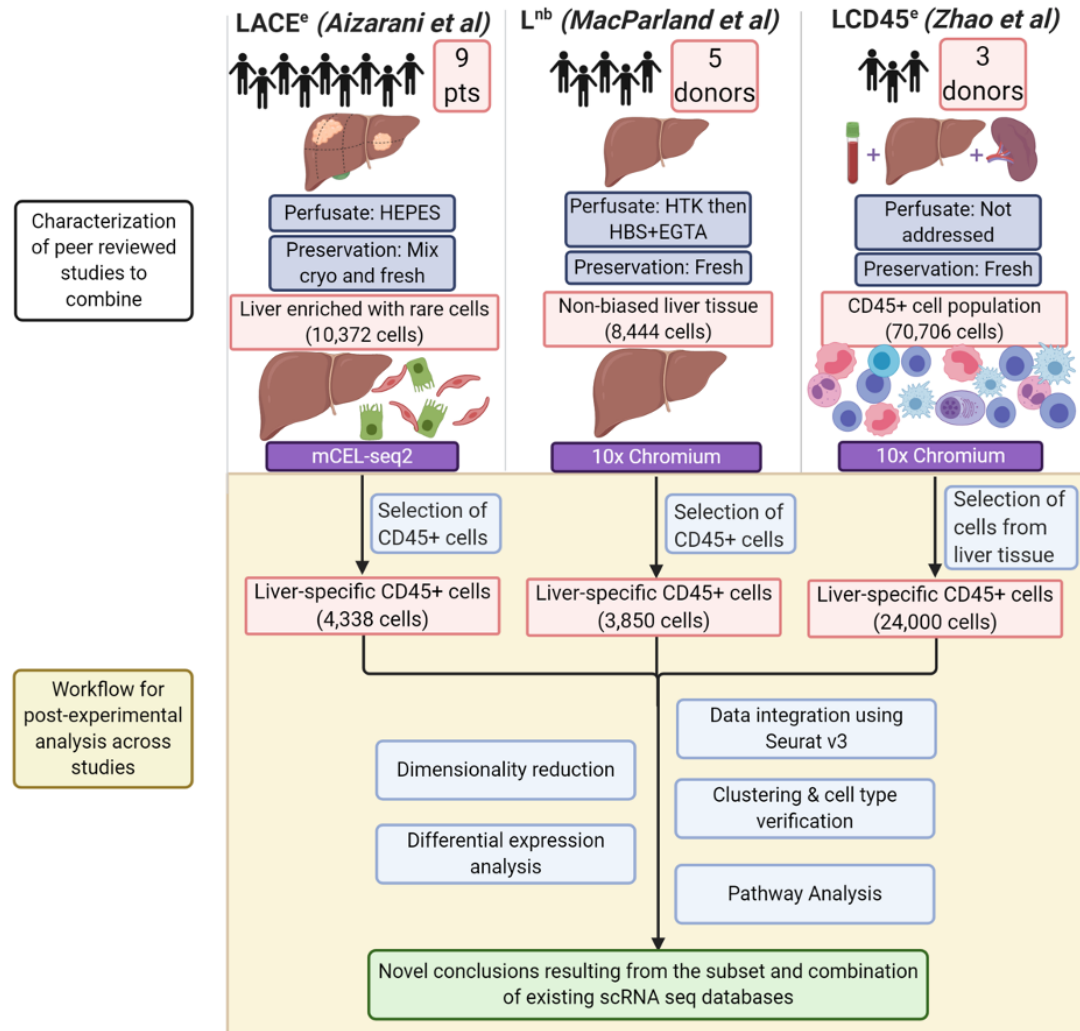 LACEe (Aizarani et al)
9
pts
Lnb (MacParland et al)
5
donors
LCD45e (Zhao et al)
3
donors
+ +
Characterization
of peer reviewed
studies to
combine
Perfusate: HEPES
Preservation: Mix
cryo and fresh
Liver enriched with rare cells
(10,372 cells)
mCEL-seq2
Perfusate: HTK then
HBS+EGTA
Preservation: Fresh
Non-biased liver tissue
(8,444 cells)
10x Chromium
Perfusate: Not
addressed
Preservation: Fresh
CD45+ cell population
(70,706 cells)
10x Chromium
Selection of
CD45+ cells
Selection of
CD45+ cells
Selection of
cells from
liver tissue
Liver-specific CD45+ cells
(4,338 cells)
Liver-specific CD45+ cells
(3,850 cells)
Liver-specific CD45+ cells
(24,000 cells)
Workflow for
post-experimental
analysis across
studies
Data integration using
Seurat v3
Dimensionality reduction
Clustering & cell type
verification
Differential expression
analysis
Pathway Analysis
Novel conclusions resulting from the subset and combination
of existing scRNA seq databases